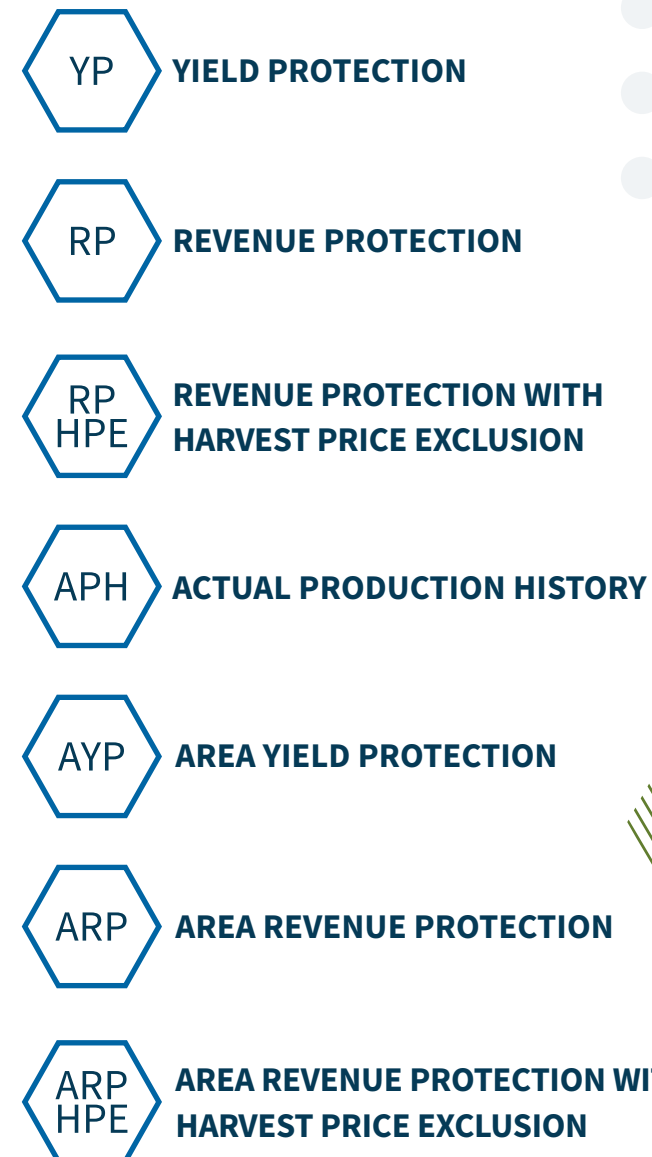 YP
YIELD PROTECTION
RP
REVENUE PROTECTION
RP
HPE
REVENUE PROTECTION WITH
HARVEST PRICE EXCLUSION
APH
ACTUAL PRODUCTION HISTORY
AYP
AREA YIELD PROTECTION
ARP
AREA REVENUE PROTECTION
ARP
HPE
AREA REVENUE PROTECTION
HARVEST PRICE EXCLUSION